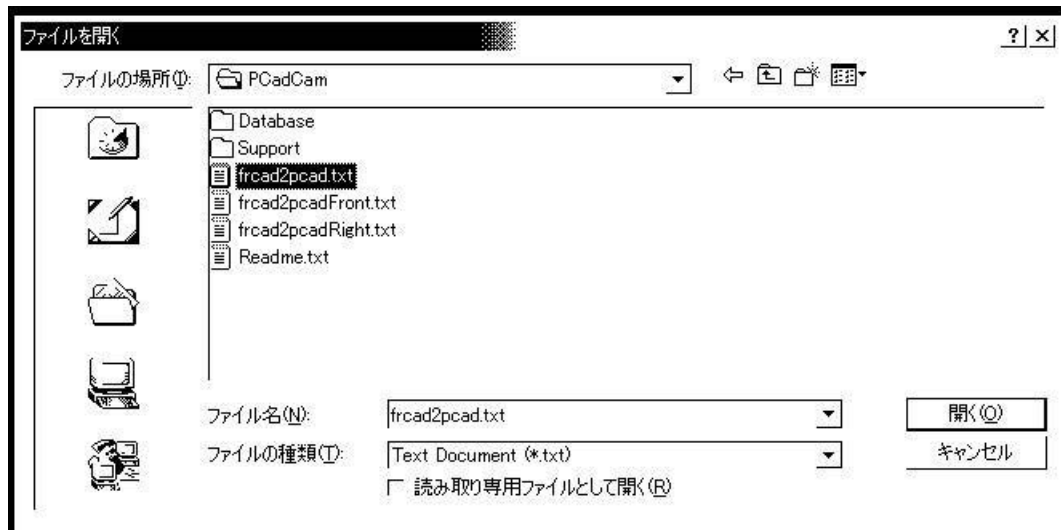 ファイルを開く
ファイルの場所(I): PCadCam
Database
Support
frcad2pcad.txt
frcad2pcadFront.txt
frcad2pcadRight.txt
Readme.txt
ファイル名(N): frcad2pcad.txt 開く(O)
ファイルの種類(T): Text Document (*.txt) キャンセル
読み取り専用ファイルとして開く(R)